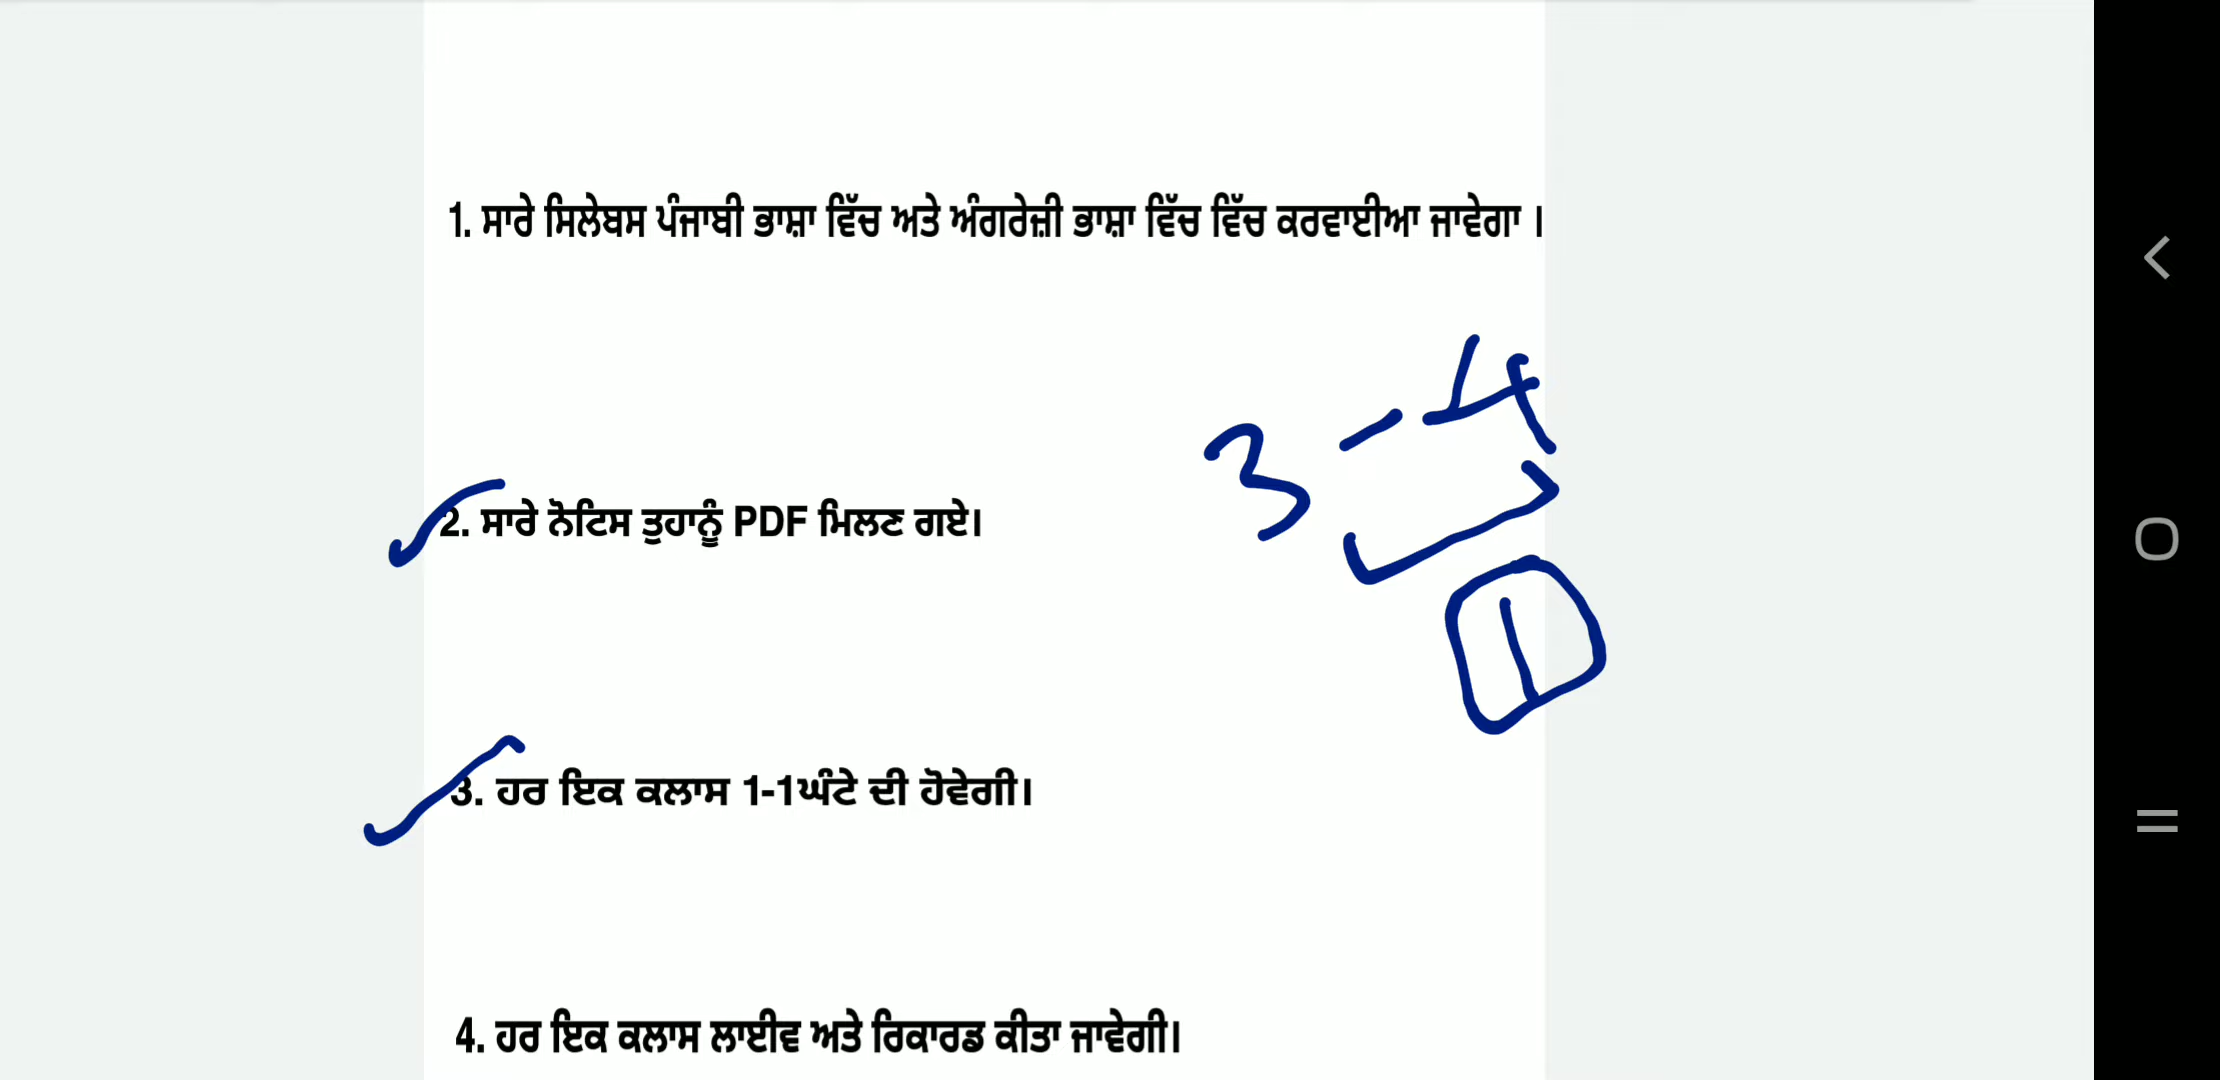 1. ਸਾਰੇ ਸਿਲੇਬਸ ਪੰਜਾਬੀ ਭਾਸ਼ਾ ਵਿੱਚ ਅਤੇ ਅੰਗਰੇਜ਼ੀ ਭਾਸ਼ਾ ਵਿੱਚ ਵਿੱਚ ਕਰਵਾਈਆ ਜਾਵੇਗਾ ।
3 - 4
2. ਸਾਰੇ ਨੋਟਿਸ ਤੁਹਾਨੂੰ PDF ਮਿਲਣ ਗਏ।
1
3. ਹਰ ਇਕ ਕਲਾਸ 1-1ਘੰਟੇ ਦੀ ਹੋਵੇਗੀ।
4. ਹਰ ਇਕ ਕਲਾਸ ਲਾਈਵ ਅਤੇ ਰਿਕਾਰਡ ਕੀਤਾ ਜਾਵੇਗੀ।